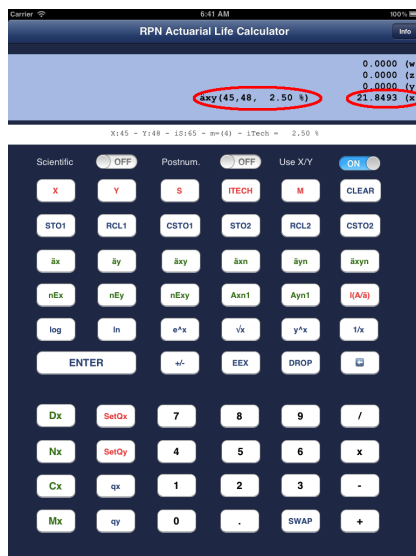 Carrier 6:41 AM 100%
RPN Actuarial Life Calculator Info
0.0000 (w
0.0000 (z
0.0000 (y
äxy(45,48, 2.50 %) 21.8493 (x
X:45 - Y:48 - iS:65 - m=(4) - iTech = 2.50 %
Scientific OFF Postnum. OFF Use X/Y ON
X Y S ITECH M CLEAR
STO1 RCL1 CSTO1 STO2 RCL2 CSTO2
äx äy äxy äxn äyn äxyn
nEx nEy nExy Axn1 Ayn1 I(A/ä)
log ln e^x √x y^x 1/x
ENTER +/- EEX DROP
Dx SetQx 7 8 9 /
Nx SetQy 4 5 6 x
Cx qx 1 2 3 -
Mx qy 0 . SWAP +